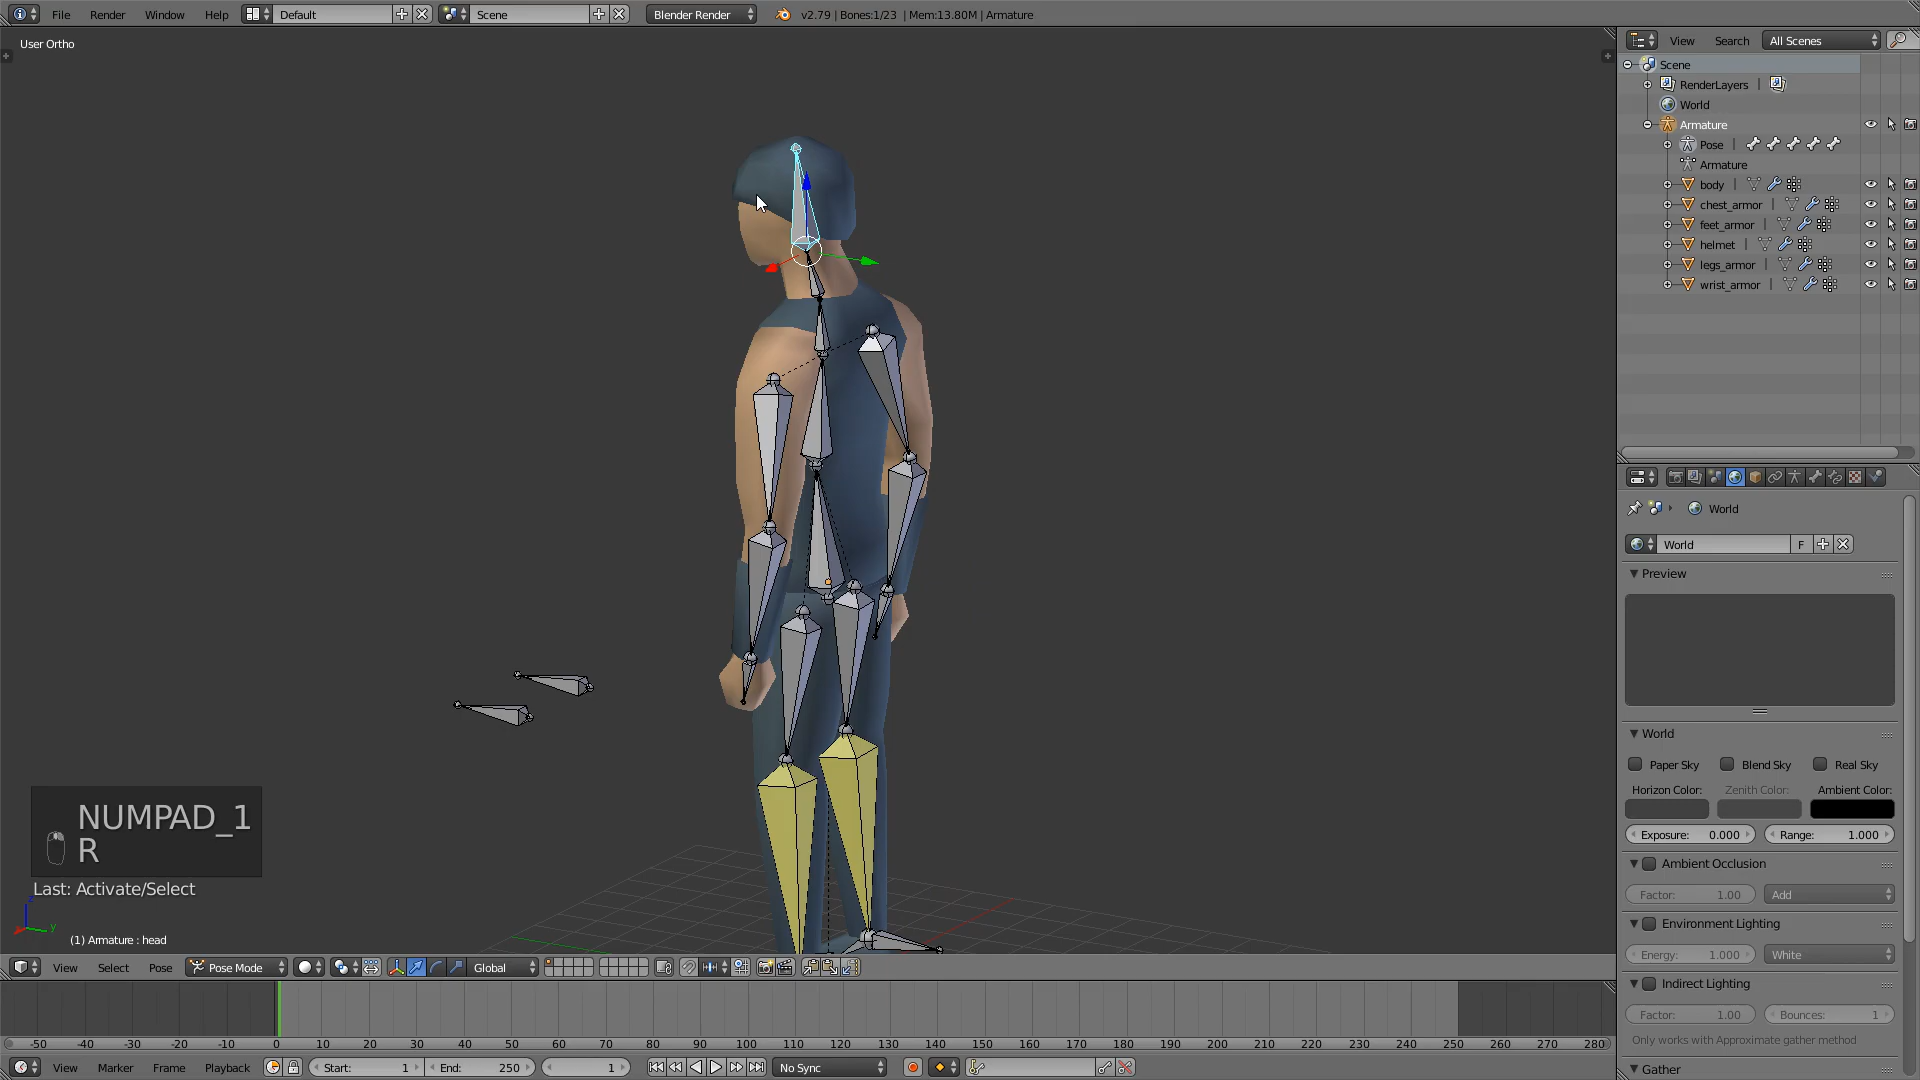 File Render Window Help Default Scene Blender Render v2.79 | Bones:1/23 | Mem:13.80M | Armature
User Ortho
View Search All Scenes
Scene
RenderLayers
World
Armature
Pose
Armature
body
chest_armor
feet_armor
helmet
legs_armor
wrist_armor
World
World F
Preview
World
Paper Sky Blend Sky Real Sky
Horizon Color: Zenith Color: Ambient Color:
Exposure: 0.000 Range: 1.000
Ambient Occlusion
Factor: 1.00 Add
Environment Lighting
Energy: 1.000 White
Indirect Lighting
Factor: 1.00 Bounces: 1
Only works with Approximate gather method
Gather
NUMPAD_1
R
Last: Activate/Select
z
y
(1) Armature : head
View Select Pose Pose Mode Global
-50 -40 -30 -20 -10 0 10 20 30 40 50 60 70 80 90 100 110 120 130 140 150 160 170 180 190 200 210 220 230 240 250 260 270 280
View Marker Frame Playback Start: 1 End: 250 1 No Sync